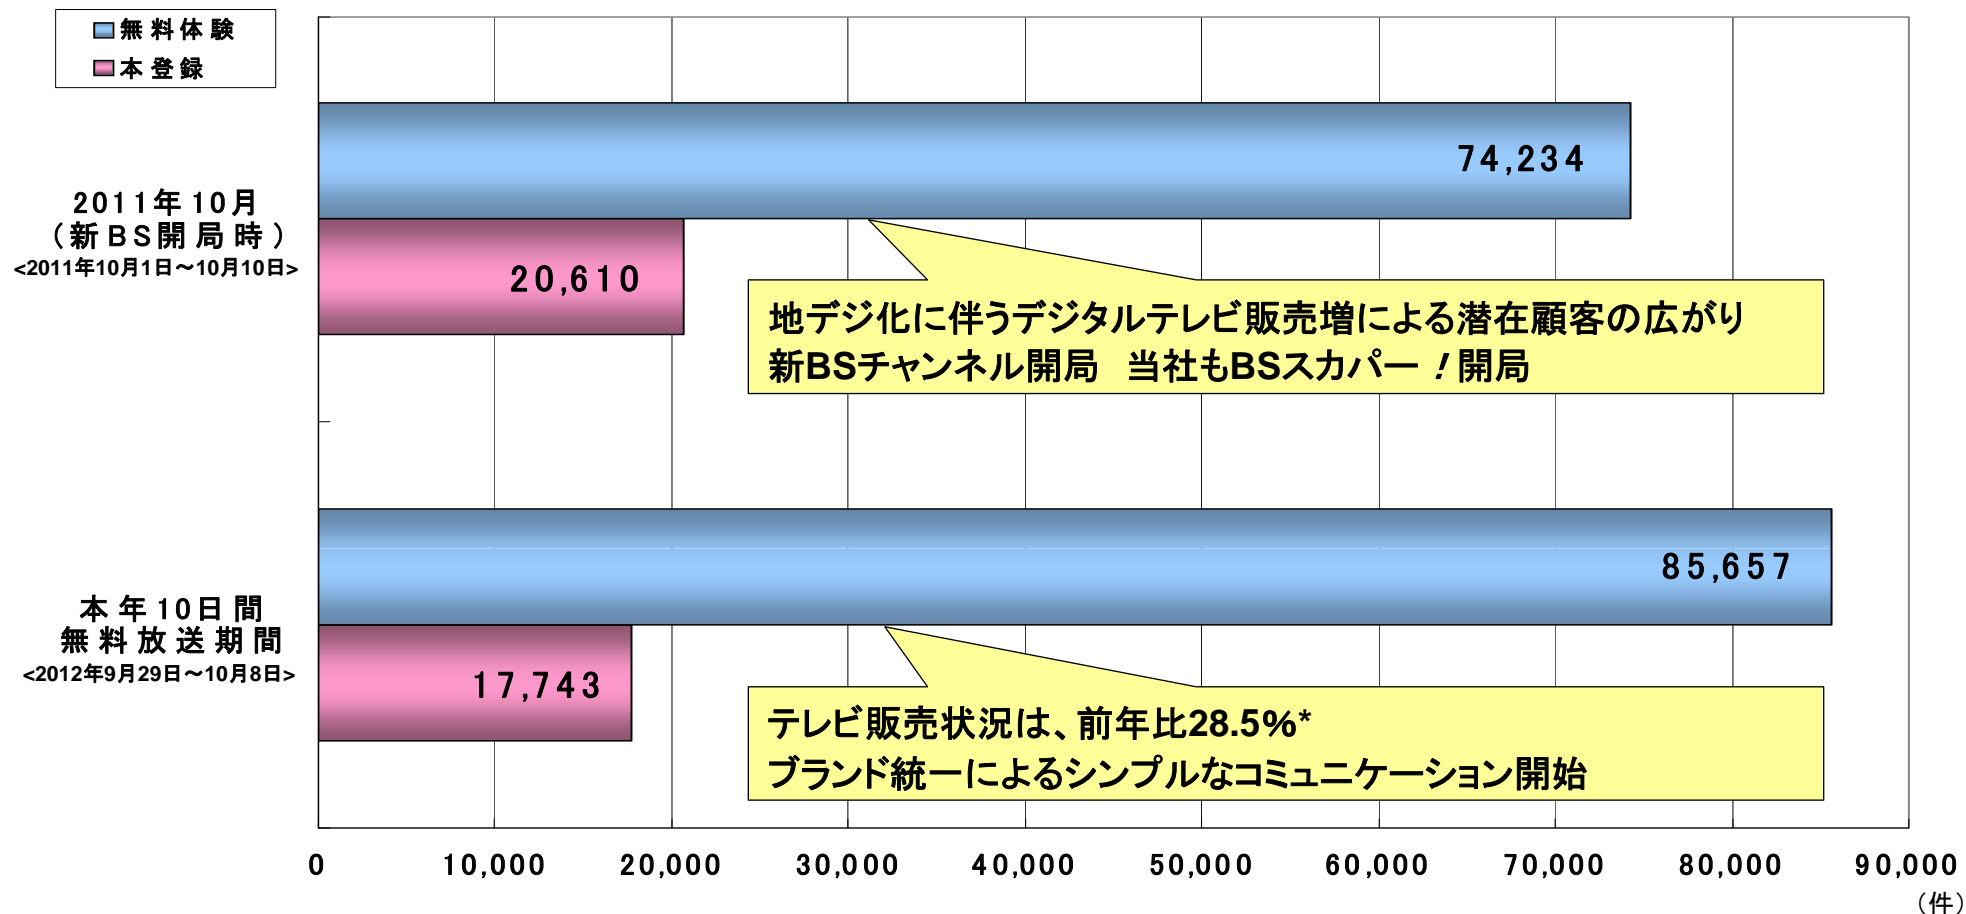 無料体験
本登録
2011年10月
（新BS開局時）
<2011年10月1日～10月10日>
74,234
20,610
地デジ化に伴うデジタルテレビ販売増による潜在顧客の広がり
新BSチャンネル開局　当社もBSスカパー！開局
本年10日間
無料放送期間
<2012年9月29日～10月8日>
85,657
17,743
テレビ販売状況は、前年比28.5%*
ブランド統一によるシンプルなコミュニケーション開始
0 10,000 20,000 30,000 40,000 50,000 60,000 70,000 80,000 90,000
（件）